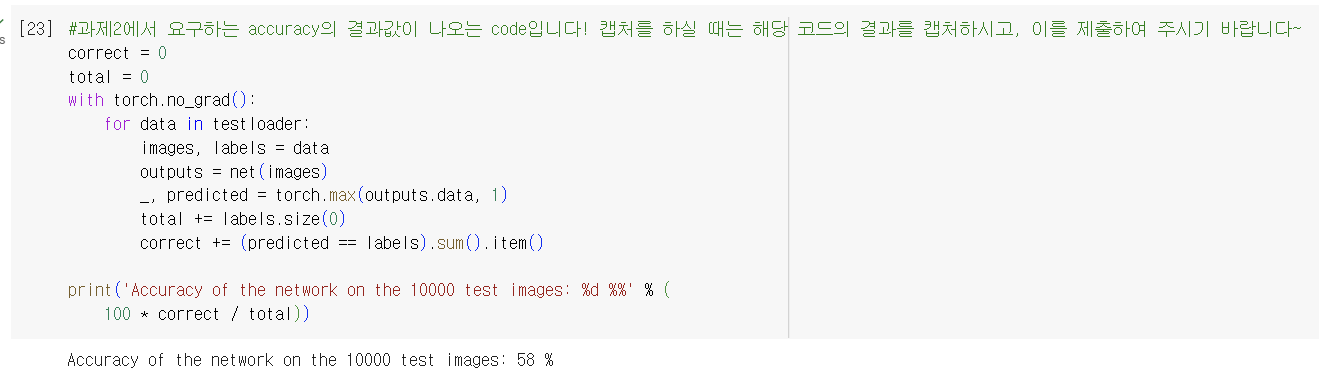 [23] #과제2에서 요구하는 accuracy의 결과값이 나오는 code입니다! 캡처를 하실 때는 해당 코드의 결과를 캡처하시고, 이를 제출하여 주시기 바랍니다~
correct = 0
total = 0
with torch.no_grad():
    for data in testloader:
        images, labels = data
        outputs = net(images)
        _, predicted = torch.max(outputs.data, 1)
        total += labels.size(0)
        correct += (predicted == labels).sum().item()
print('Accuracy of the network on the 10000 test images: %d %%' % (
    100 * correct / total))
Accuracy of the network on the 10000 test images: 58 %